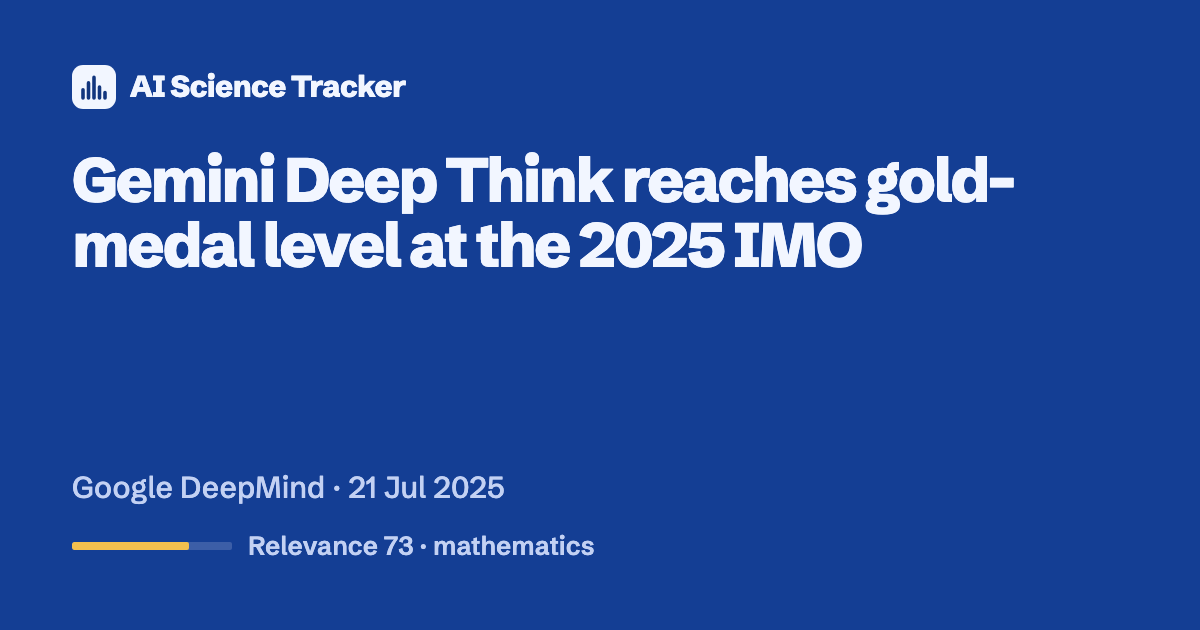 AI Science Tracker
Gemini Deep Think reaches gold-
medal level at the 2025 IMO
Google DeepMind · 21 Jul 2025
Relevance 73 · mathematics